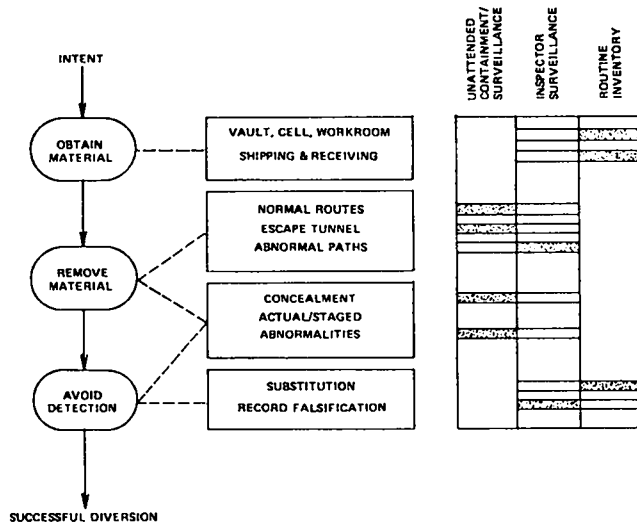 UNATTENDED
CONTAINMENT/
SURVEILLANCE
INSPECTOR
SURVEILLANCE
ROUTINE
INVENTORY
INTENT
OBTAIN
MATERIAL
VAULT, CELL, WORKROOM
SHIPPING & RECEIVING
NORMAL ROUTES
ESCAPE TUNNEL
ABNORMAL PATHS
REMOVE
MATERIAL
CONCEALMENT
ACTUAL/STAGED
ABNORMALITIES
AVOID
DETECTION
SUBSTITUTION
RECORD FALSIFICATION
SUCCESSFUL DIVERSION